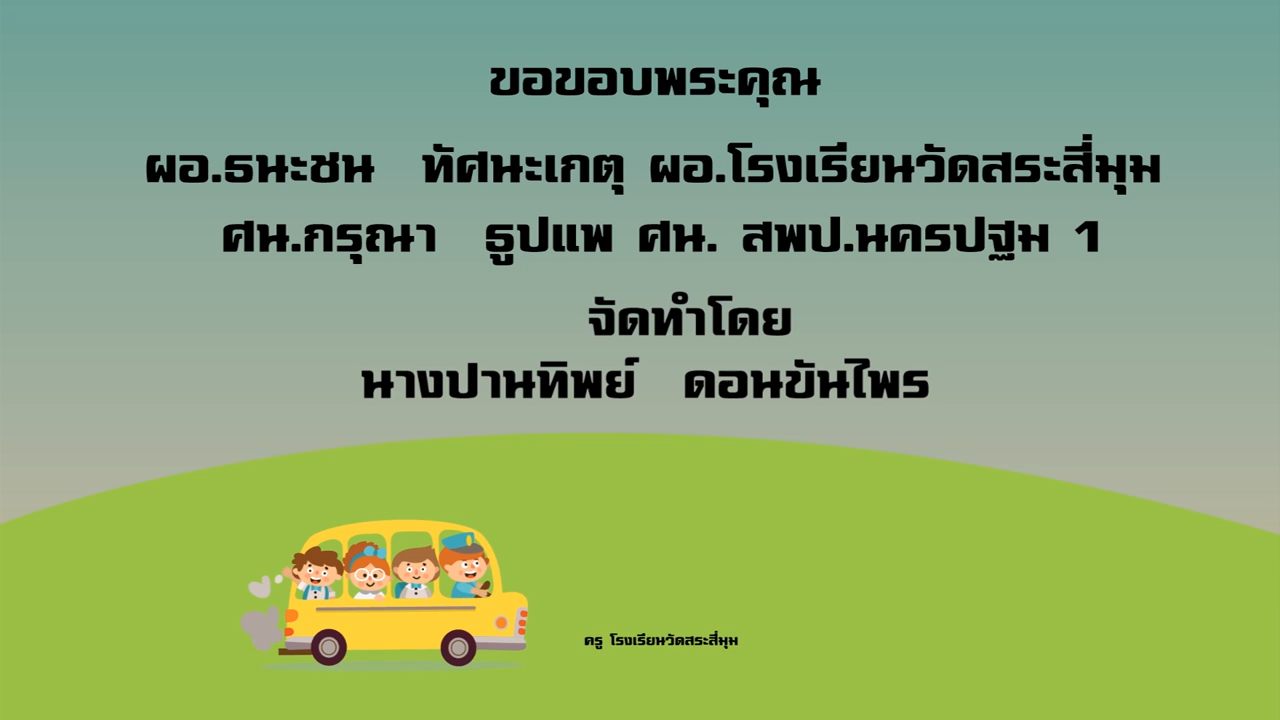 ขอขอบพระคุณ
ผอ.ธนะชน ทัศนะเกตุ ผอ.โรงเรียนวัดสระสี่มุม
ศน.กรุณา ธูปแพ ศน. สพป.นครปฐม 1
จัดทำโดย
นางปานทิพย์ ดอนขันไพร
ครู โรงเรียนวัดสระสี่มุม